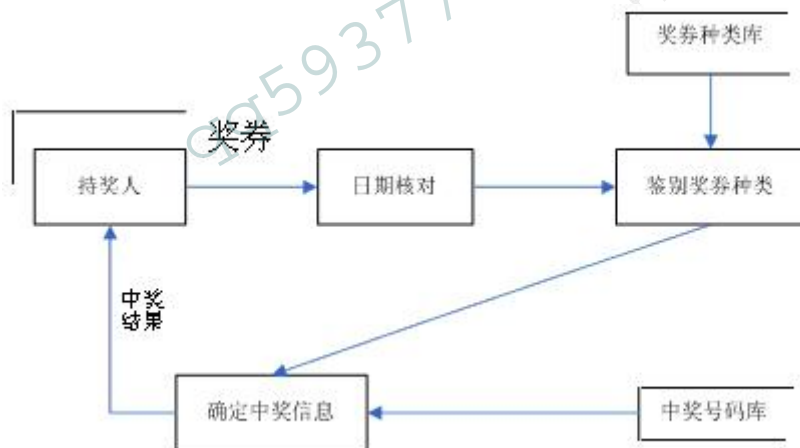 qq59377
奖券种类库
奖券
持奖人
日期核对
鉴别奖券种类
中奖
结果
确定中奖信息
中奖号码库